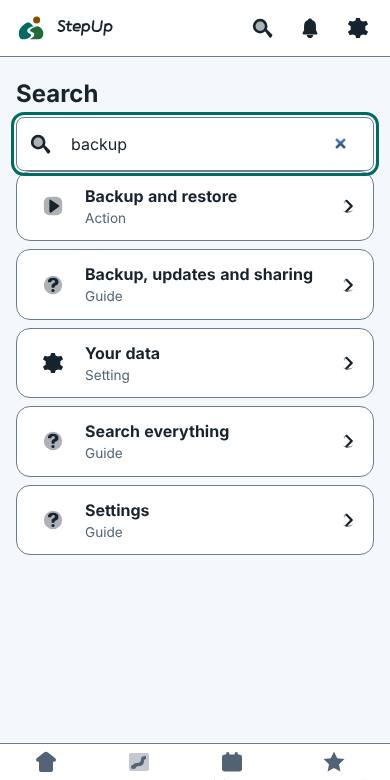 StepUp
Search
backup
Backup and restore
Action
Backup, updates and sharing
Guide
Your data
Setting
Search everything
Guide
Settings
Guide